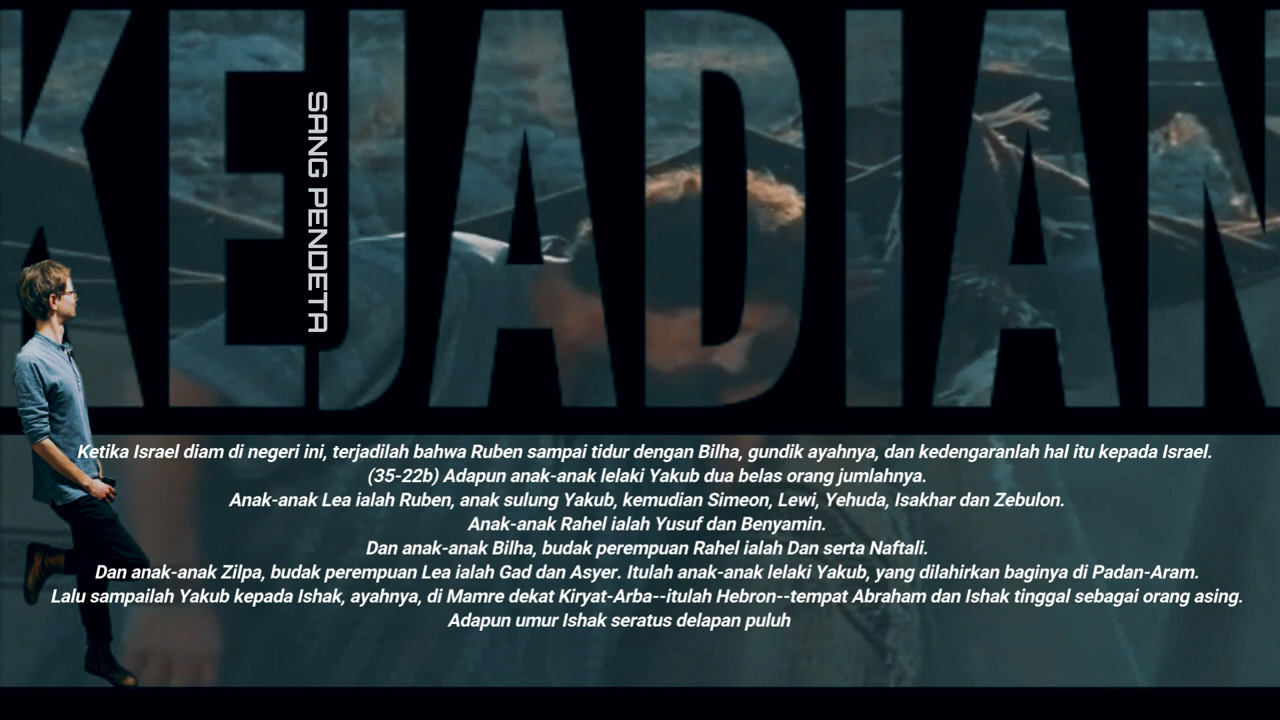 KEJADIAN
SANG PENDETA
Ketika Israel diam di negeri ini, terjadilah bahwa Ruben sampai tidur dengan Bilha, gundik ayahnya, dan kedengaranlah hal itu kepada Israel.
(35-22b) Adapun anak-anak lelaki Yakub dua belas orang jumlahnya.
Anak-anak Lea ialah Ruben, anak sulung Yakub, kemudian Simeon, Lewi, Yehuda, Isakhar dan Zebulon.
Anak-anak Rahel ialah Yusuf dan Benyamin.
Dan anak-anak Bilha, budak perempuan Rahel ialah Dan serta Naftali.
Dan anak-anak Zilpa, budak perempuan Lea ialah Gad dan Asyer. Itulah anak-anak lelaki Yakub, yang dilahirkan baginya di Padan-Aram.
Lalu sampailah Yakub kepada Ishak, ayahnya, di Mamre dekat Kiryat-Arba--itulah Hebron--tempat Abraham dan Ishak tinggal sebagai orang asing.
Adapun umur Ishak seratus delapan puluh